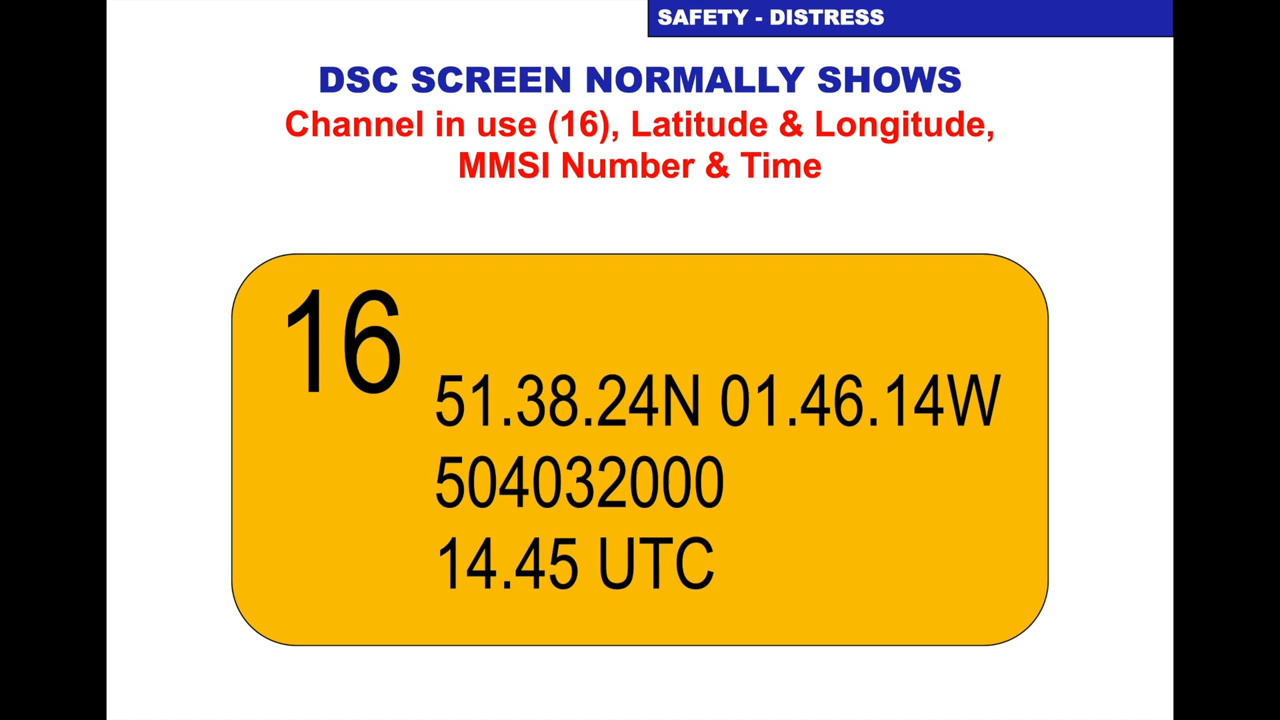 SAFETY - DISTRESS
DSC SCREEN NORMALLY SHOWS
Channel in use (16), Latitude & Longitude,
MMSI Number & Time
16
51.38.24N 01.46.14W
504032000
14.45 UTC